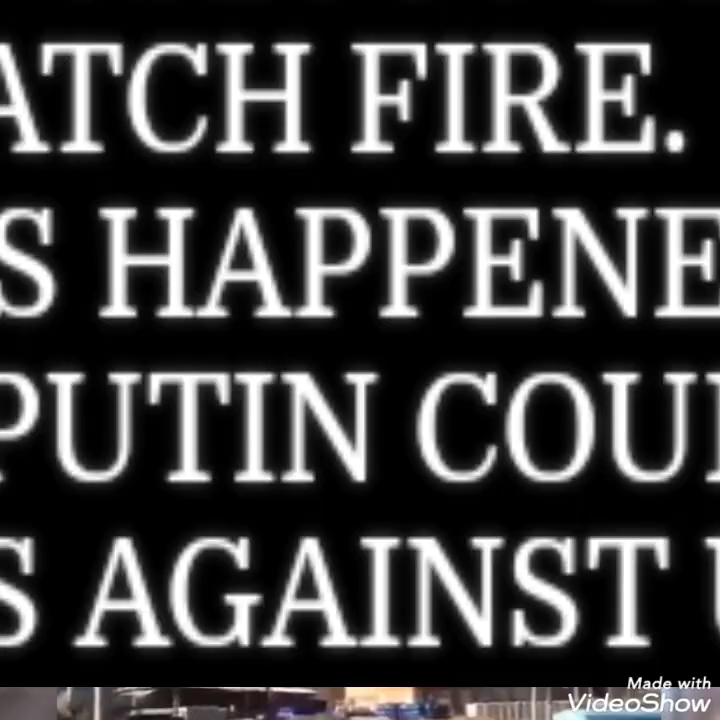 ATCH FIRE.
S HAPPENE
PUTIN COU
S AGAINST
Made with
VideoShow